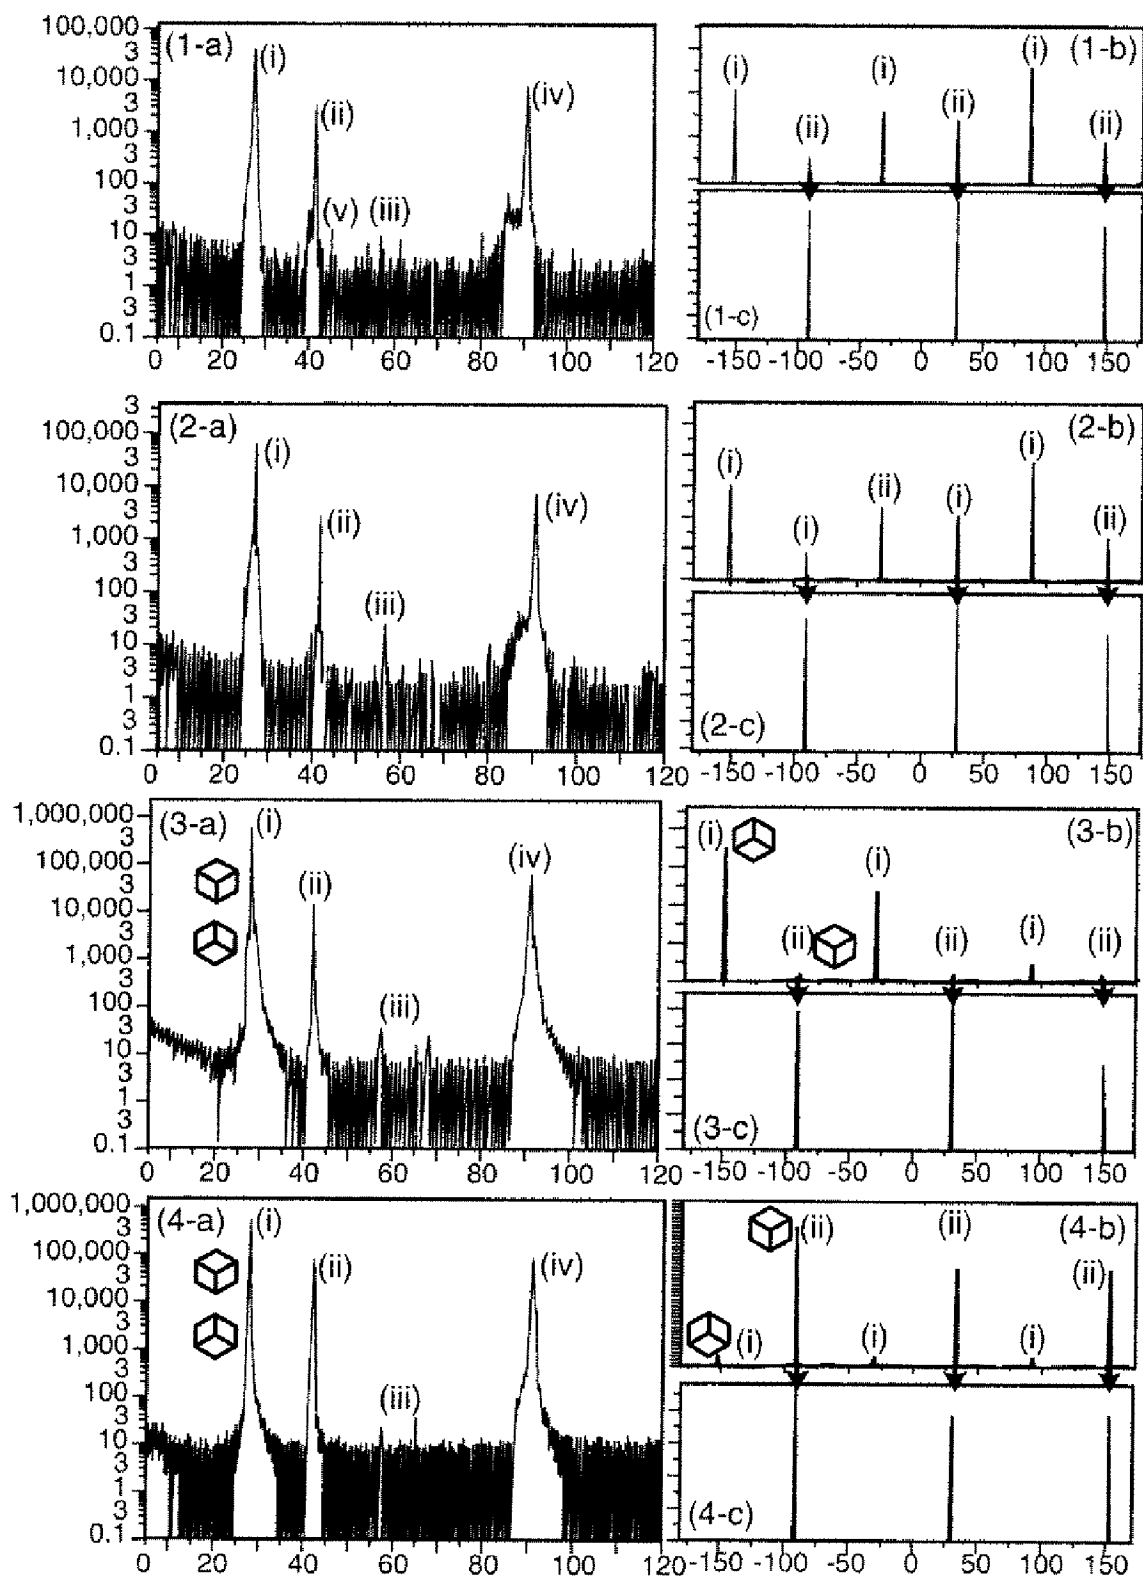 100,000
3
10,000
3
1,000
3
100
3
10
3
1
3
0.1
(1-a)
(i)
(ii)
(v)
(iii)
(iv)
0 20 40 60 80 100 120
(i) (i) (i) (1-b)
(ii) (ii) (ii)
(1-c)
-150 -100 -50 0 50 100 150
3
100,000
3
10,000
3
1,000
3
100
3
10
3
1
3
0.1
(2-a)
(i)
(ii)
(iii)
(iv)
0 20 40 60 80 100 120
(i) (i) (ii) (i) (i) (ii) (2-b)
(2-c)
-150 -100 -50 0 50 100 150
1,000,000
3
100,000
3
10,000
3
1,000
3
100
3
10
3
1
3
0.1
(3-a)
(i)
(ii)
(iii)
(iv)
0 20 40 60 80 100 120
(i) (i) (3-b)
(ii) (ii) (i) (ii)
(3-c)
-150 -100 -50 0 50 100 150
1,000,000
3
100,000
3
10,000
3
1,000
3
100
3
10
3
1
3
0.1
(4-a)
(i)
(ii)
(iii)
(iv)
0 20 40 60 80 100 120
(ii) (ii) (4-b)
(ii)
(i) (i) (i)
(4-c)
-150 -100 -50 0 50 100 150